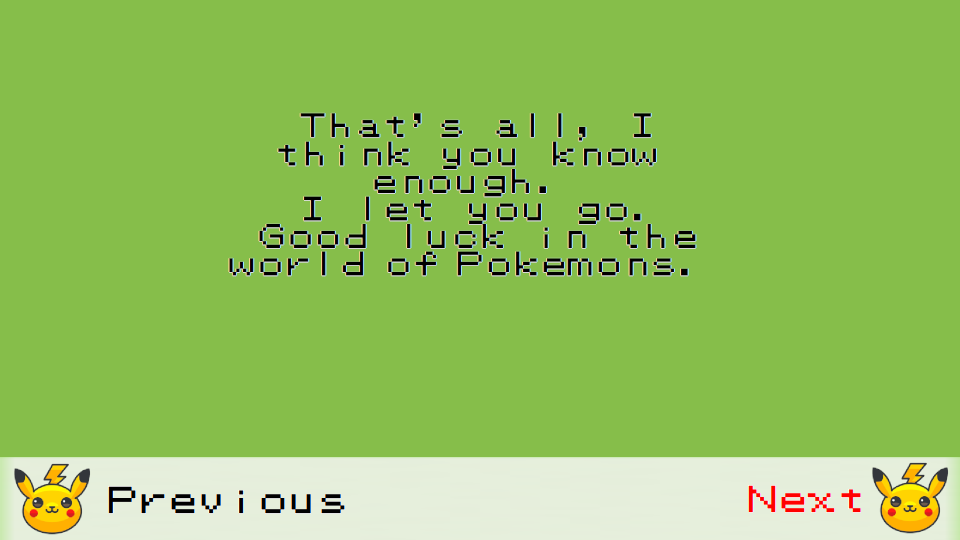 That's all, I
think you know
enough.
I let you go.
Good luck in the
world of Pokemons.
Previous
Next